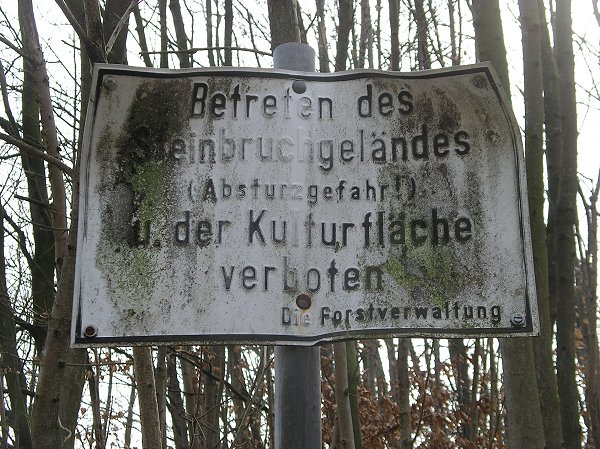 Betreten des
Steinbruchgeländes
(Absturzgefahr!)
u. der Kulturfläche
verboten
Die Forstverwaltung